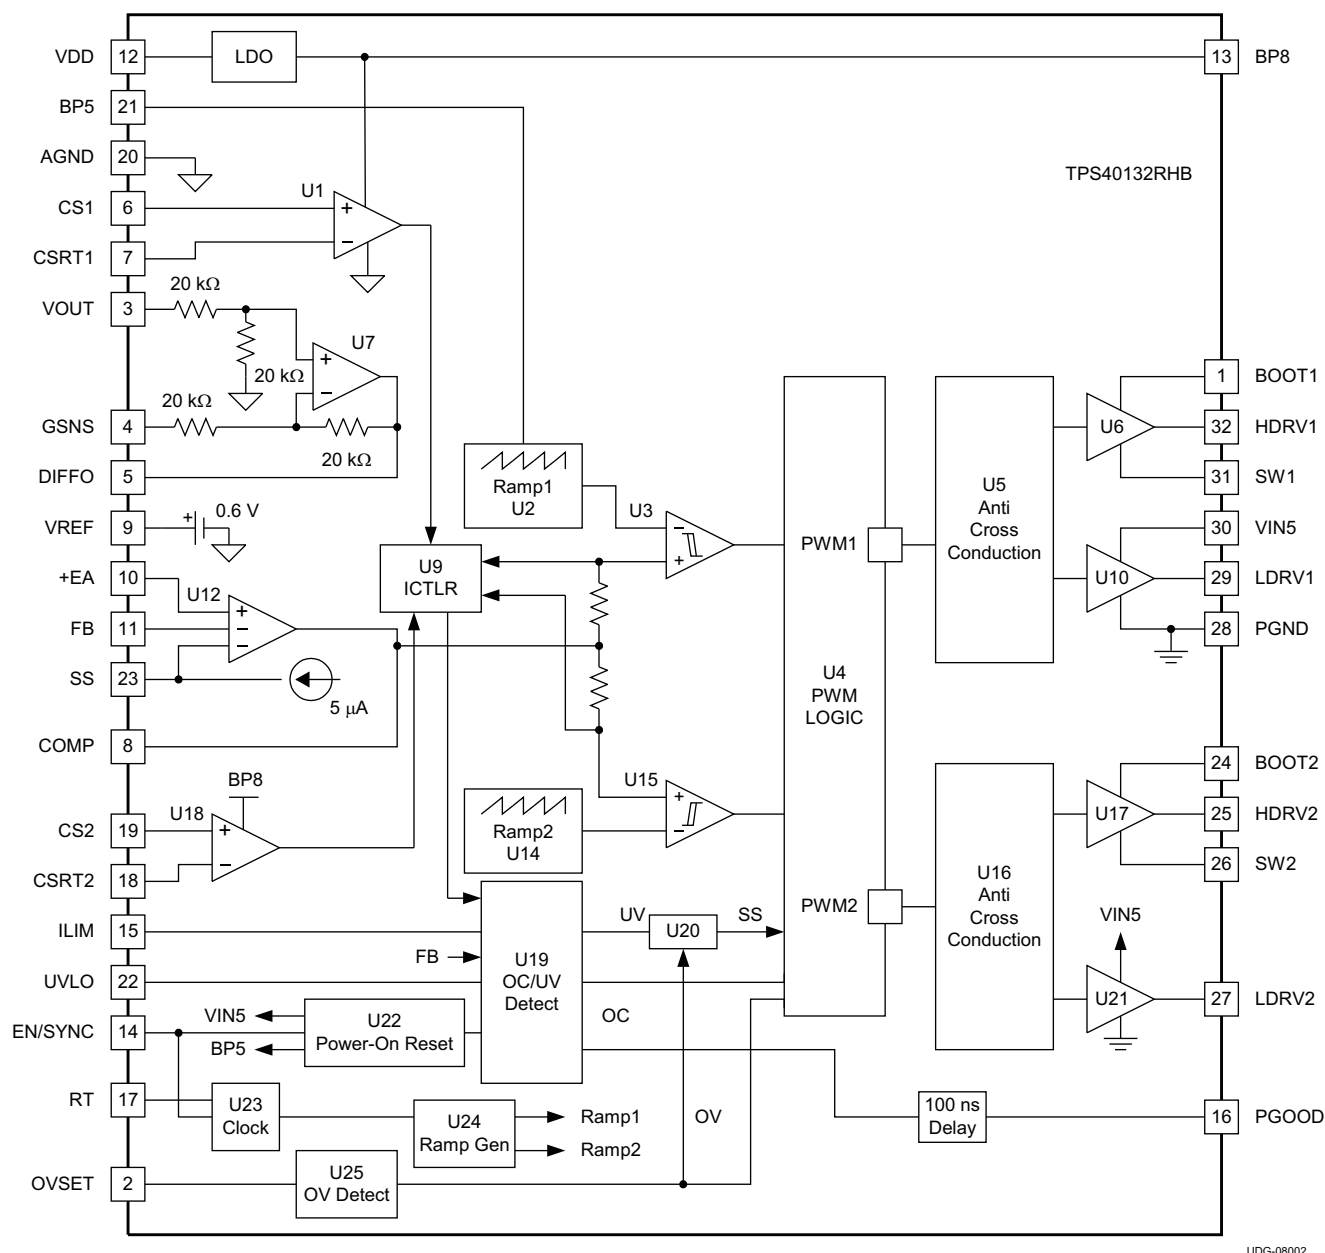 VDD 12 LDO 13 BP8
BP5 21
AGND 20
TPS40132RHB
CS1 6 U1 + −
CSRT1 7
20 kΩ
VOUT 3
U7 + −
20 kΩ
20 kΩ
GSNS 4
20 kΩ
DIFFO 5
VREF 9 + 0.6 V
+EA 10
U12 + − −
FB 11
SS 23
5 µA
COMP 8
BP8
U18 + −
CS2 19
CSRT2 18
ILIM 15
UVLO 22
EN/SYNC 14
RT 17
OVSET 2
Ramp1
U2
U3 − +
U9
ICTLR
U15 + −
Ramp2
U14
PWM1
U4
PWM
LOGIC
PWM2
U5
Anti
Cross
Conduction
U6
U10
1 BOOT1
32 HDRV1
31 SW1
30 VIN5
29 LDRV1
28 PGND
U16
Anti
Cross
Conduction
U17
VIN5
U21
24 BOOT2
25 HDRV2
26 SW2
27 LDRV2
16 PGOOD
UV U20 SS
FB
U19
OC/UV
Detect
OC
VIN5
BP5
U22
Power-On Reset
U23
Clock
U24
Ramp Gen
Ramp1
Ramp2
OV
100 ns
Delay
U25
OV Detect
UDG-08002